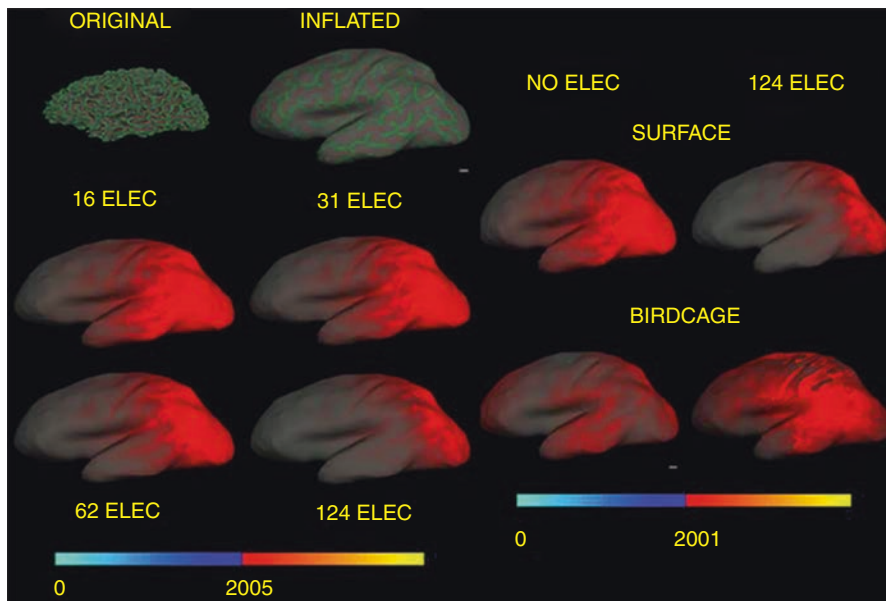 ORIGINAL
INFLATED
16 ELEC
31 ELEC
62 ELEC
124 ELEC
0
2005
NO ELEC
124 ELEC
SURFACE
BIRDCAGE
0
2001